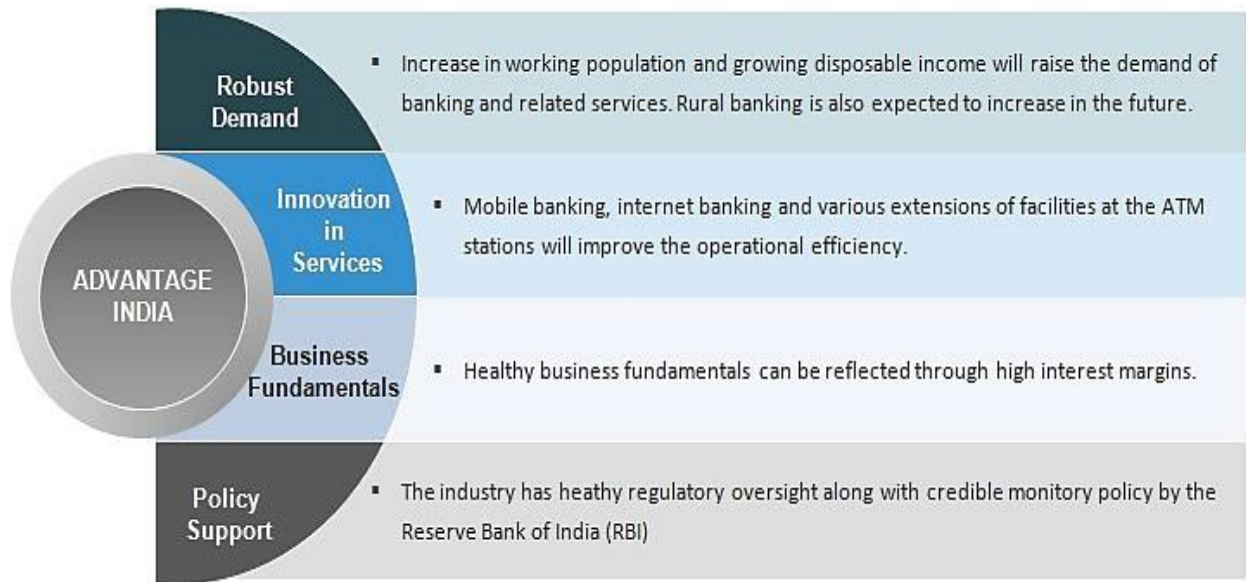 Robust
Demand
▪ Increase in working population and growing disposable income will raise the demand of
banking and related services. Rural banking is also expected to increase in the future.
ADVANTAGE
INDIA
Innovation
in
Services
▪ Mobile banking, internet banking and various extensions of facilities at the ATM
stations will improve the operational efficiency.
Business
Fundamentals
▪ Healthy business fundamentals can be reflected through high interest margins.
Policy
Support
▪ The industry has heathy regulatory oversight along with credible monitory policy by the
Reserve Bank of India (RBI)